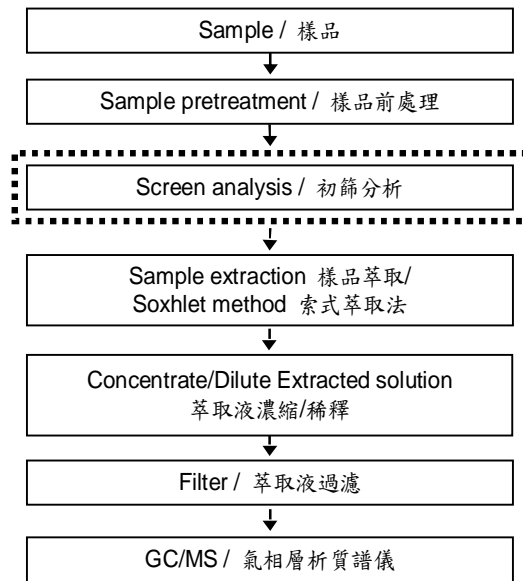 Sample / 樣品
Sample pretreatment / 樣品前處理
Screen analysis / 初篩分析
Sample extraction 樣品萃取/
Soxhlet method 索式萃取法
Concentrate/Dilute Extracted solution
萃取液濃縮/稀釋
Filter / 萃取液過濾
GC/MS / 氣相層析質譜儀